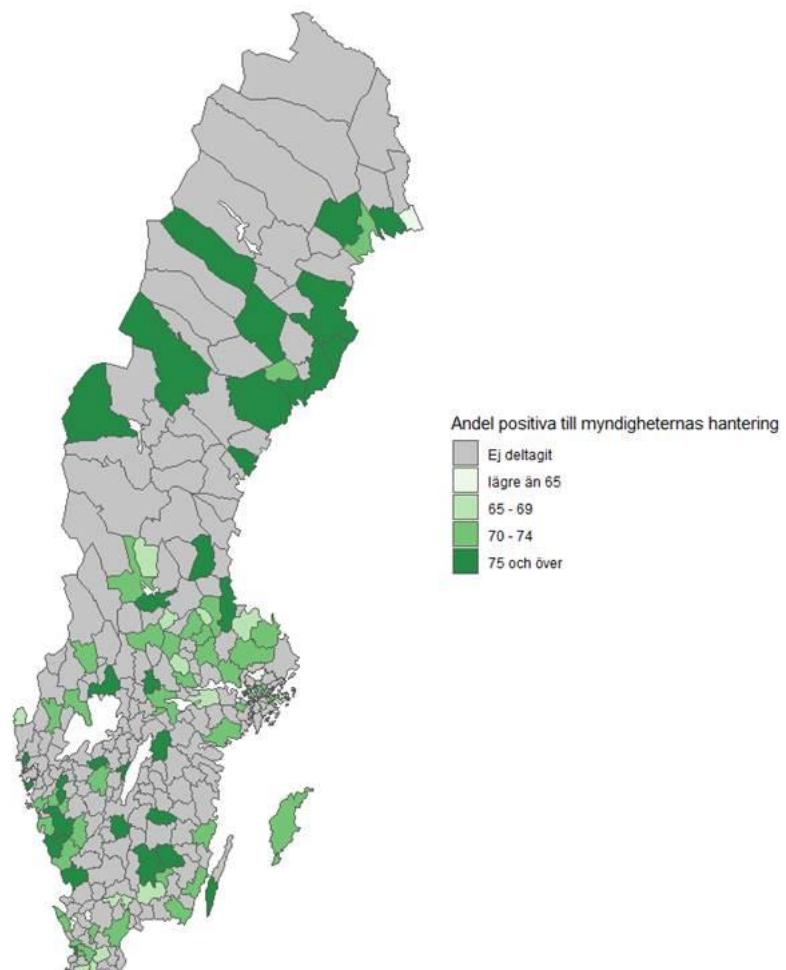 Andel positiva till myndigheternas hantering
Ej deltagit
lägre än 65
65 - 69
70 - 74
75 och över